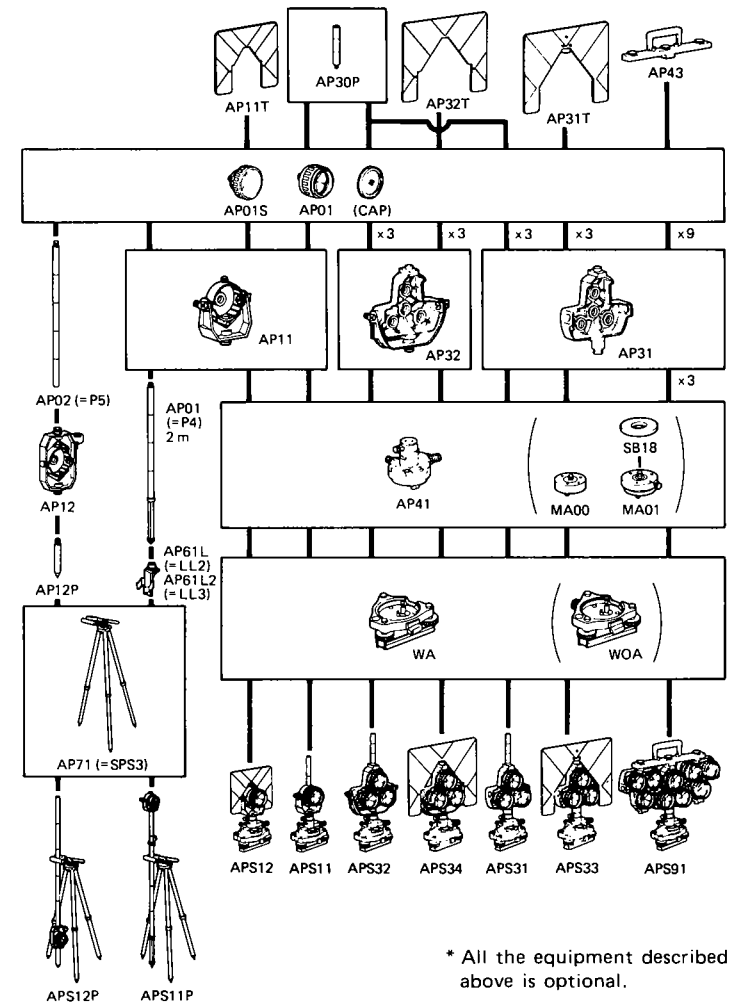 AP11T
AP30P
AP32T
AP31T
AP43
AP01S
AP01
(CAP)
x3
x3
x3
x3
x9
AP11
AP32
AP31
x3
AP02 (=P5)
AP01
(=P4)
2 m
AP12
AP41
SB18
MA00
MA01
AP12P
AP61L
(=LL2)
AP61L2
(=LL3)
WA
WOA
AP71 (=SPS3)
APS12
APS11
APS32
APS34
APS31
APS33
APS91
APS12P
APS11P
* All the equipment described
above is optional.